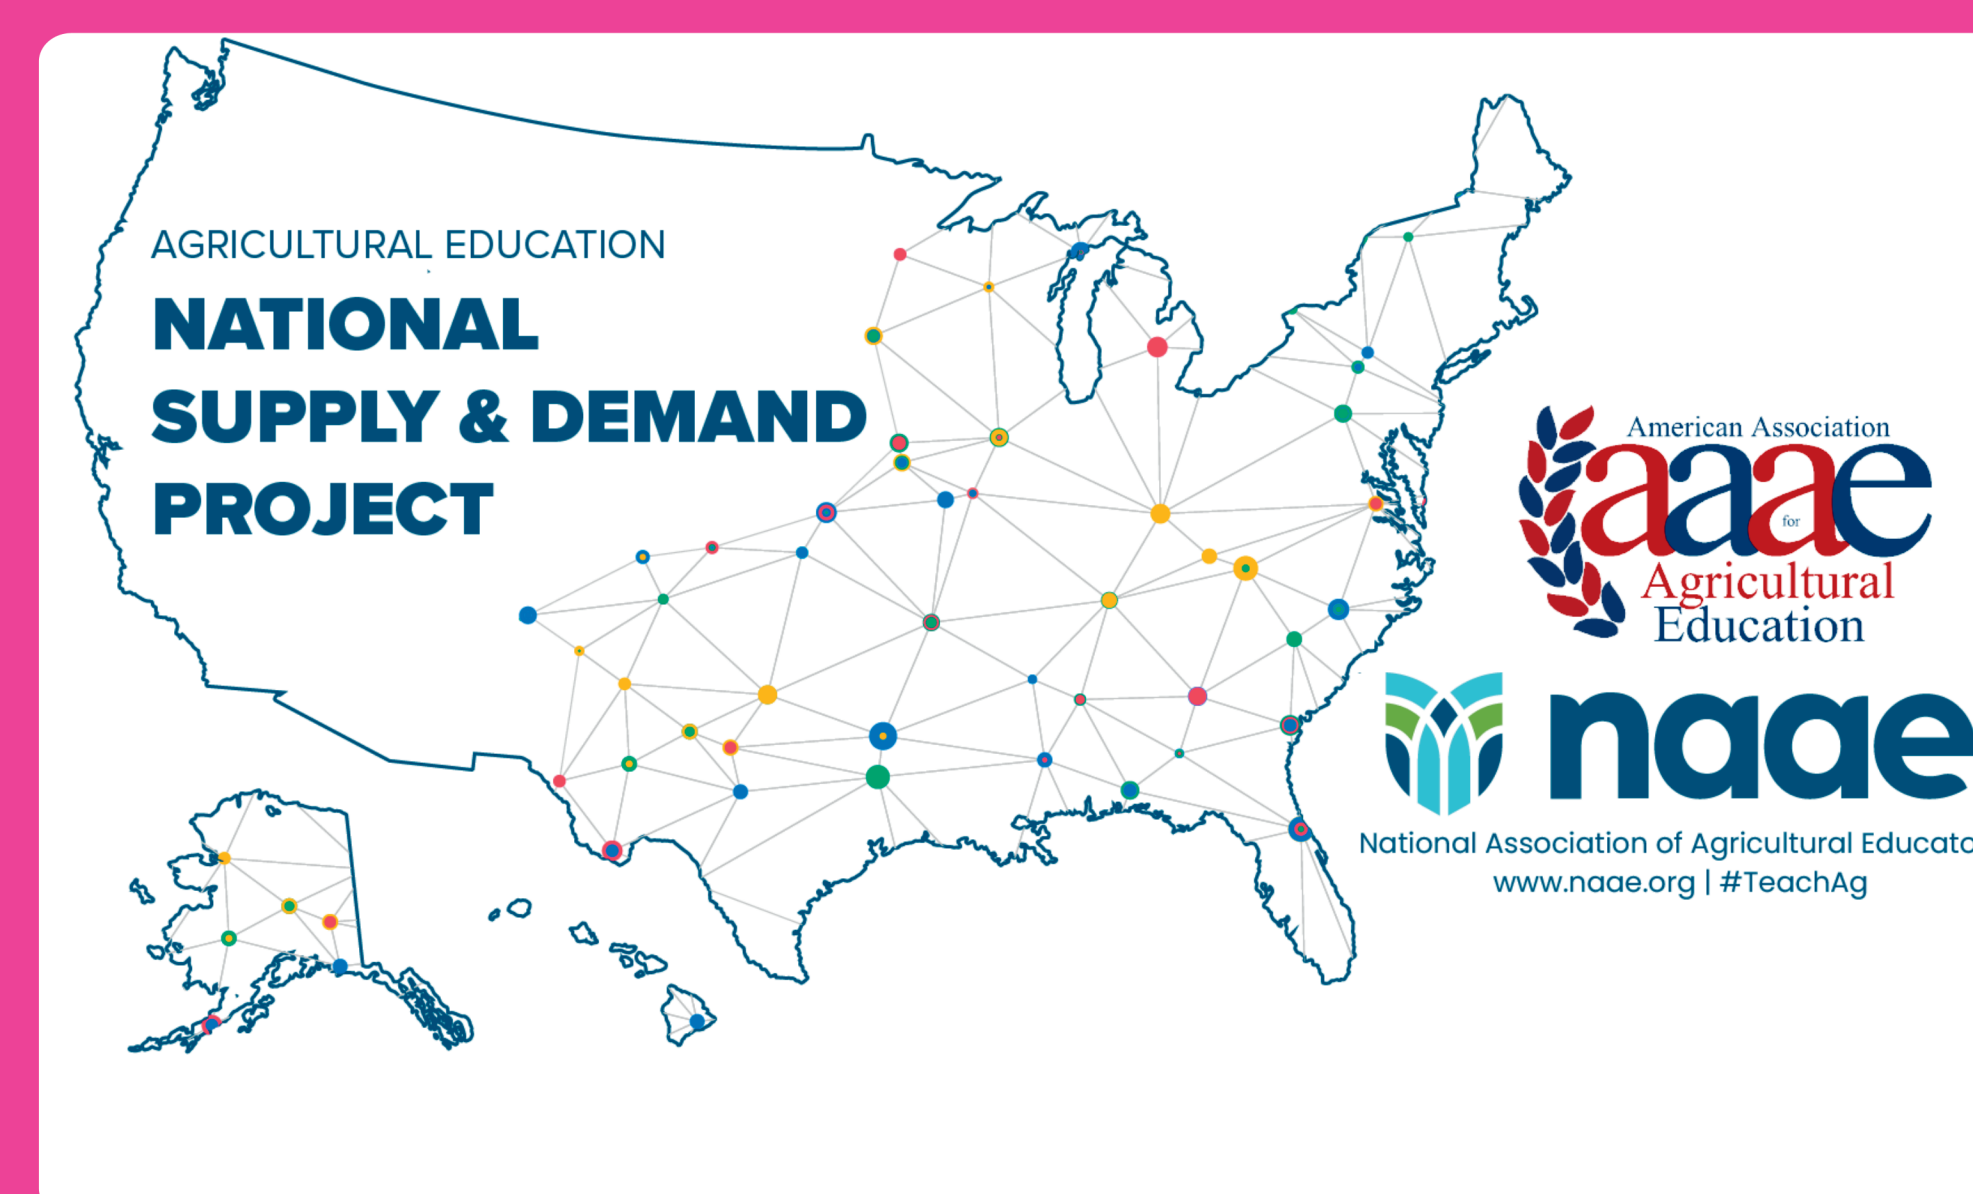 AGRICULTURAL EDUCATION
NATIONAL
SUPPLY & DEMAND
PROJECT
American Association
aaae
for
Agricultural
Education
naae
National Association of Agricultural Educato
www.naae.org | #TeachAg